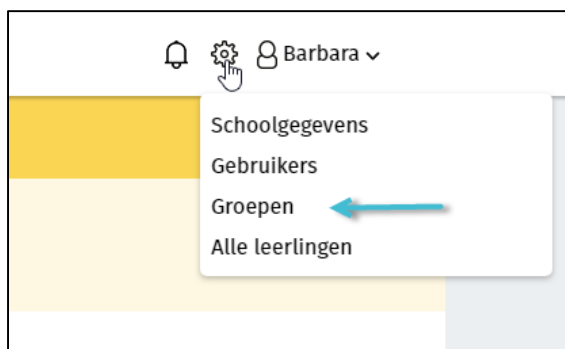 Barbara
Schoolgegevens
Gebruikers
Groepen
Alle leerlingen